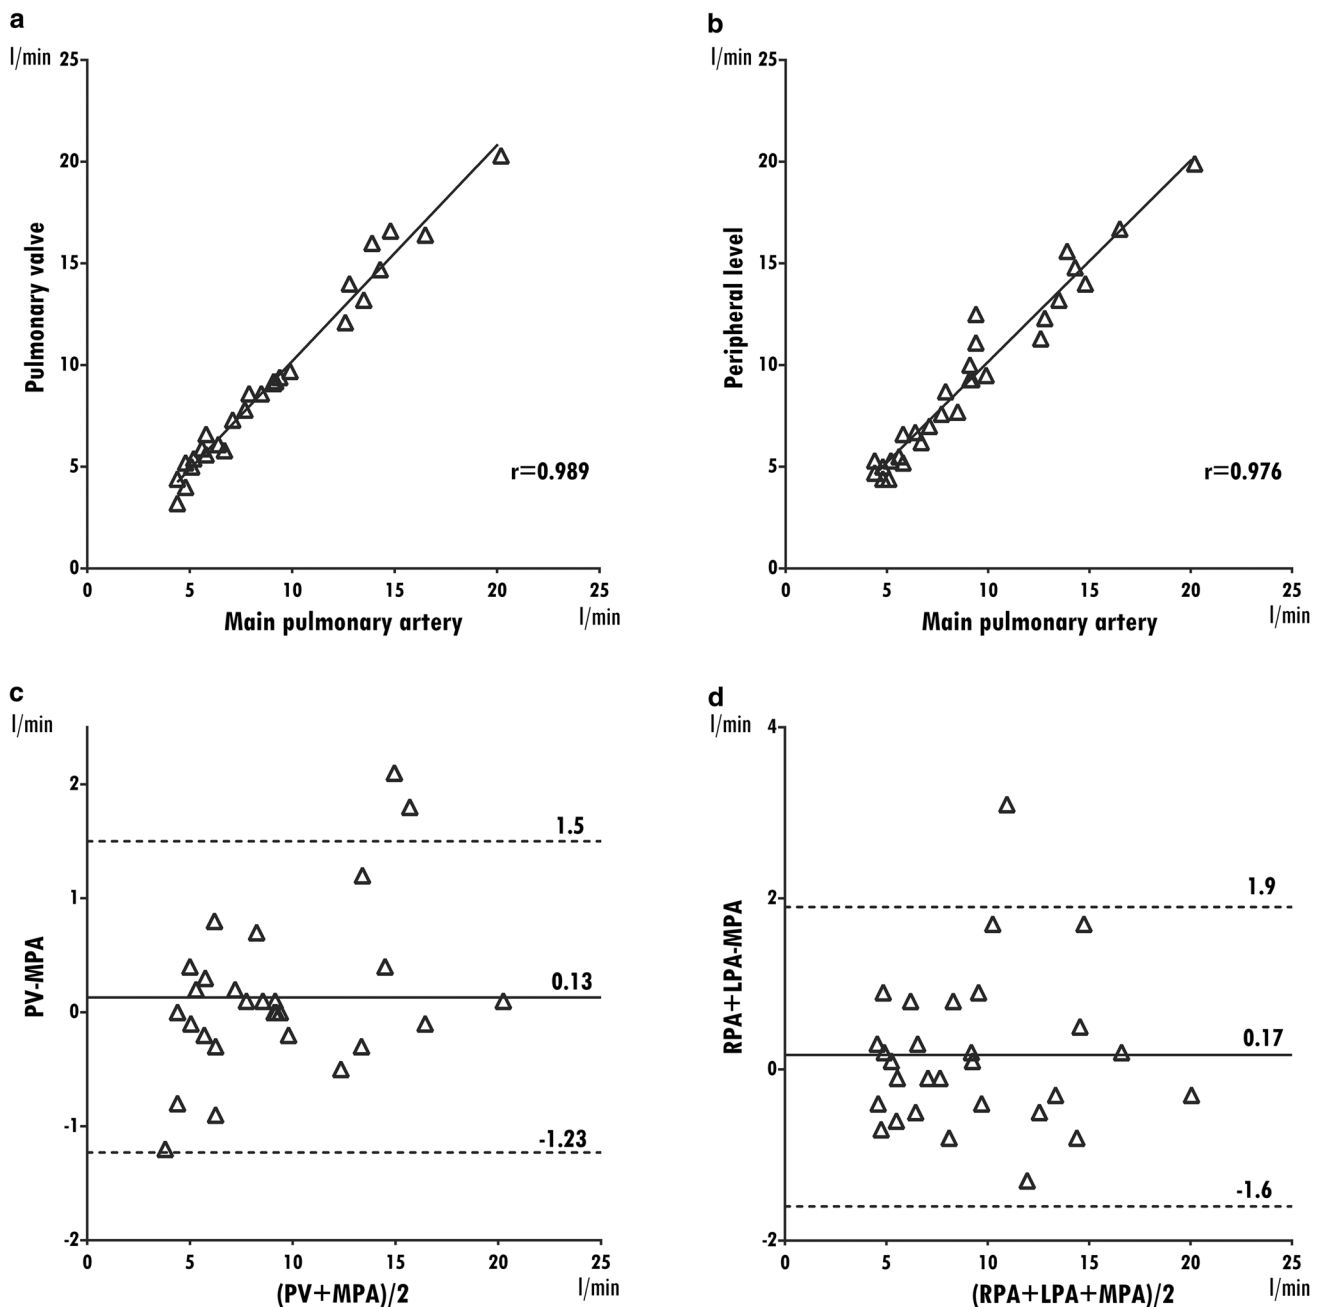 a
l/min
25
20
15
10
5
0
Pulmonary valve
r=0.989
0 5 10 15 20 25
Main pulmonary artery
l/min
b
l/min
25
20
15
10
5
0
Peripheral level
r=0.976
0 5 10 15 20 25
Main pulmonary artery
l/min
c
l/min
2
1
0
-1
-2
PV-MPA
1.5
0.13
-1.23
0 5 10 15 20 25
(PV+MPA)/2
l/min
d
l/min
4
2
0
-2
RPA+LPA-MPA
1.9
0.17
-1.6
0 5 10 15 20 25
(RPA+LPA+MPA)/2
l/min